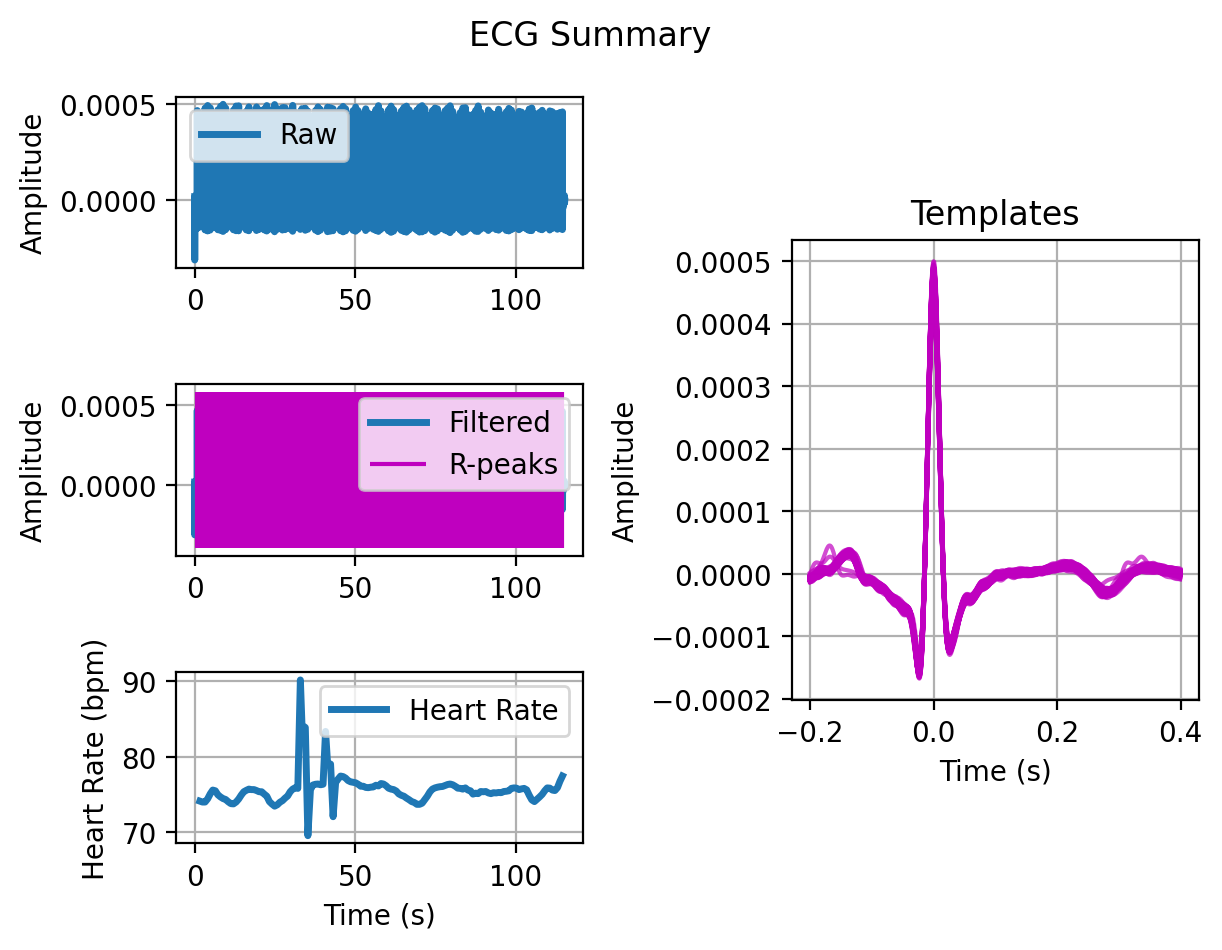 ECG Summary
Amplitude
0.0005
0.0000
Raw
0
50
100
Amplitude
0.0005
0.0000
Filtered
R-peaks
0
50
100
Heart Rate (bpm)
90
80
70
Heart Rate
0
50
100
Time (s)
Templates
Amplitude
0.0005
0.0004
0.0003
0.0002
0.0001
0.0000
−0.0001
−0.0002
−0.2
0.0
0.2
0.4
Time (s)